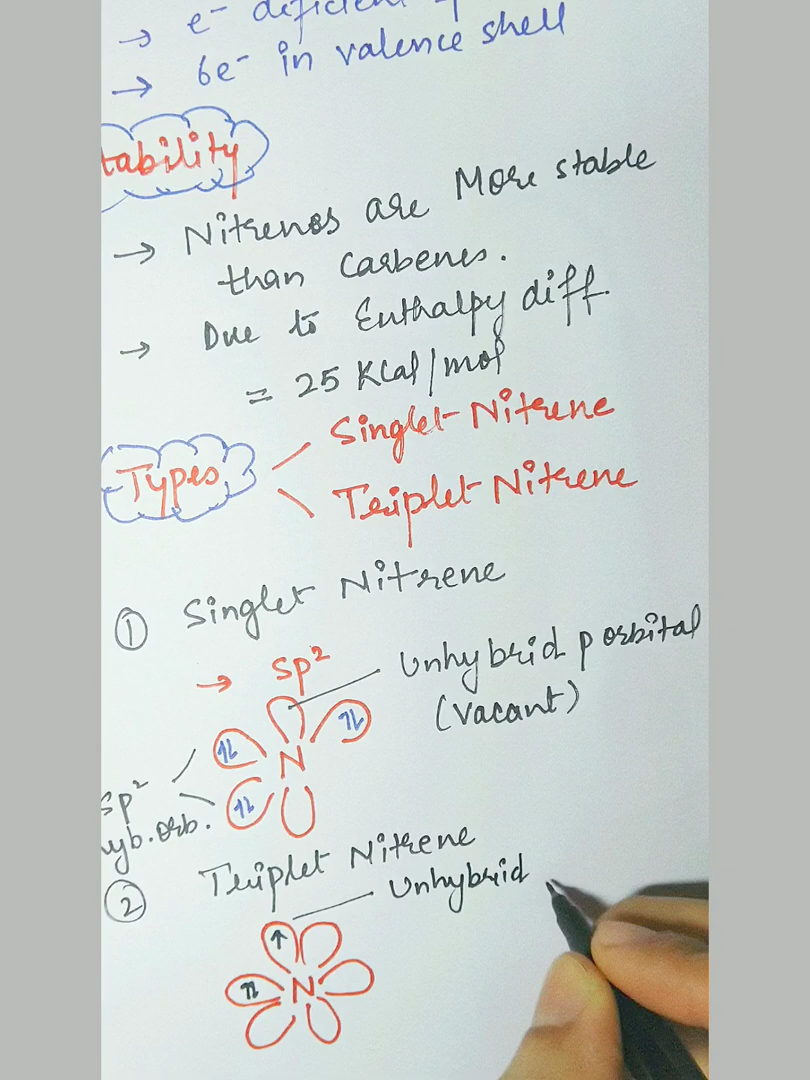 → e⁻ deficient
→ 6e⁻ in valence shell
tability
→ Nitrenes are More stable
than Carbenes.
→ Due to Enthalpy diff.
= 25 Kcal/mol
Types
Singlet Nitrene
Triplet Nitrene
① Singlet Nitrene
→ Sp²
Unhybrid p orbital
(Vacant)
⥮
⥮
N
Sp²
⥮
hyb. orb.
② Triplet Nitrene
Unhybrid
↑
⥮ N